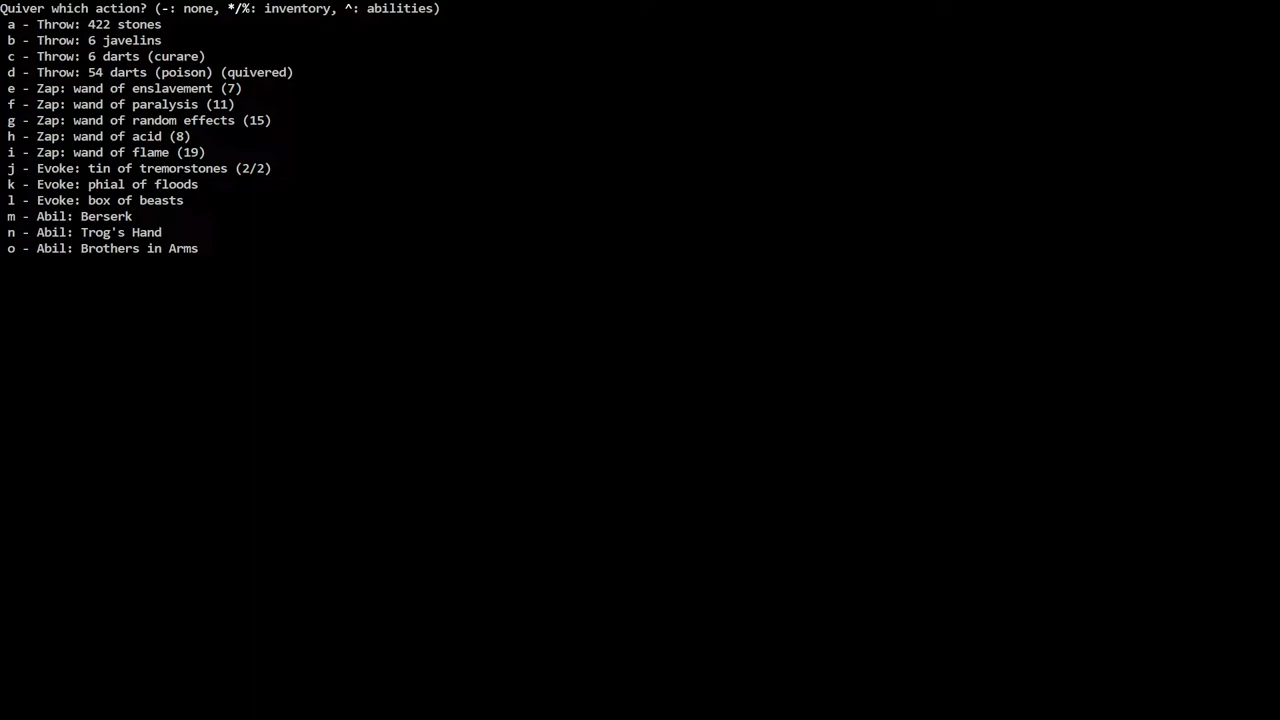 Quiver which action? (-: none, */%: inventory, ^: abilities)
a - Throw: 422 stones
b - Throw: 6 javelins
c - Throw: 6 darts (curare)
d - Throw: 54 darts (poison) (quivered)
e - Zap: wand of enslavement (7)
f - Zap: wand of paralysis (11)
g - Zap: wand of random effects (15)
h - Zap: wand of acid (8)
i - Zap: wand of flame (19)
j - Evoke: tin of tremorstones (2/2)
k - Evoke: phial of floods
l - Evoke: box of beasts
m - Abil: Berserk
n - Abil: Trog's Hand
o - Abil: Brothers in Arms